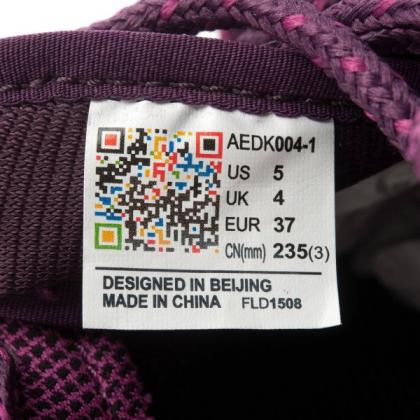 AEDK004-1
US 5
UK 4
EUR 37
CN(mm) 235(3)
DESIGNED IN BEIJING
MADE IN CHINA FLD1508